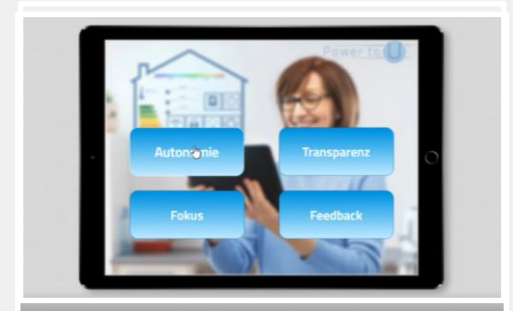 Power to U
Autonomie
Transparenz
Fokus
Feedback